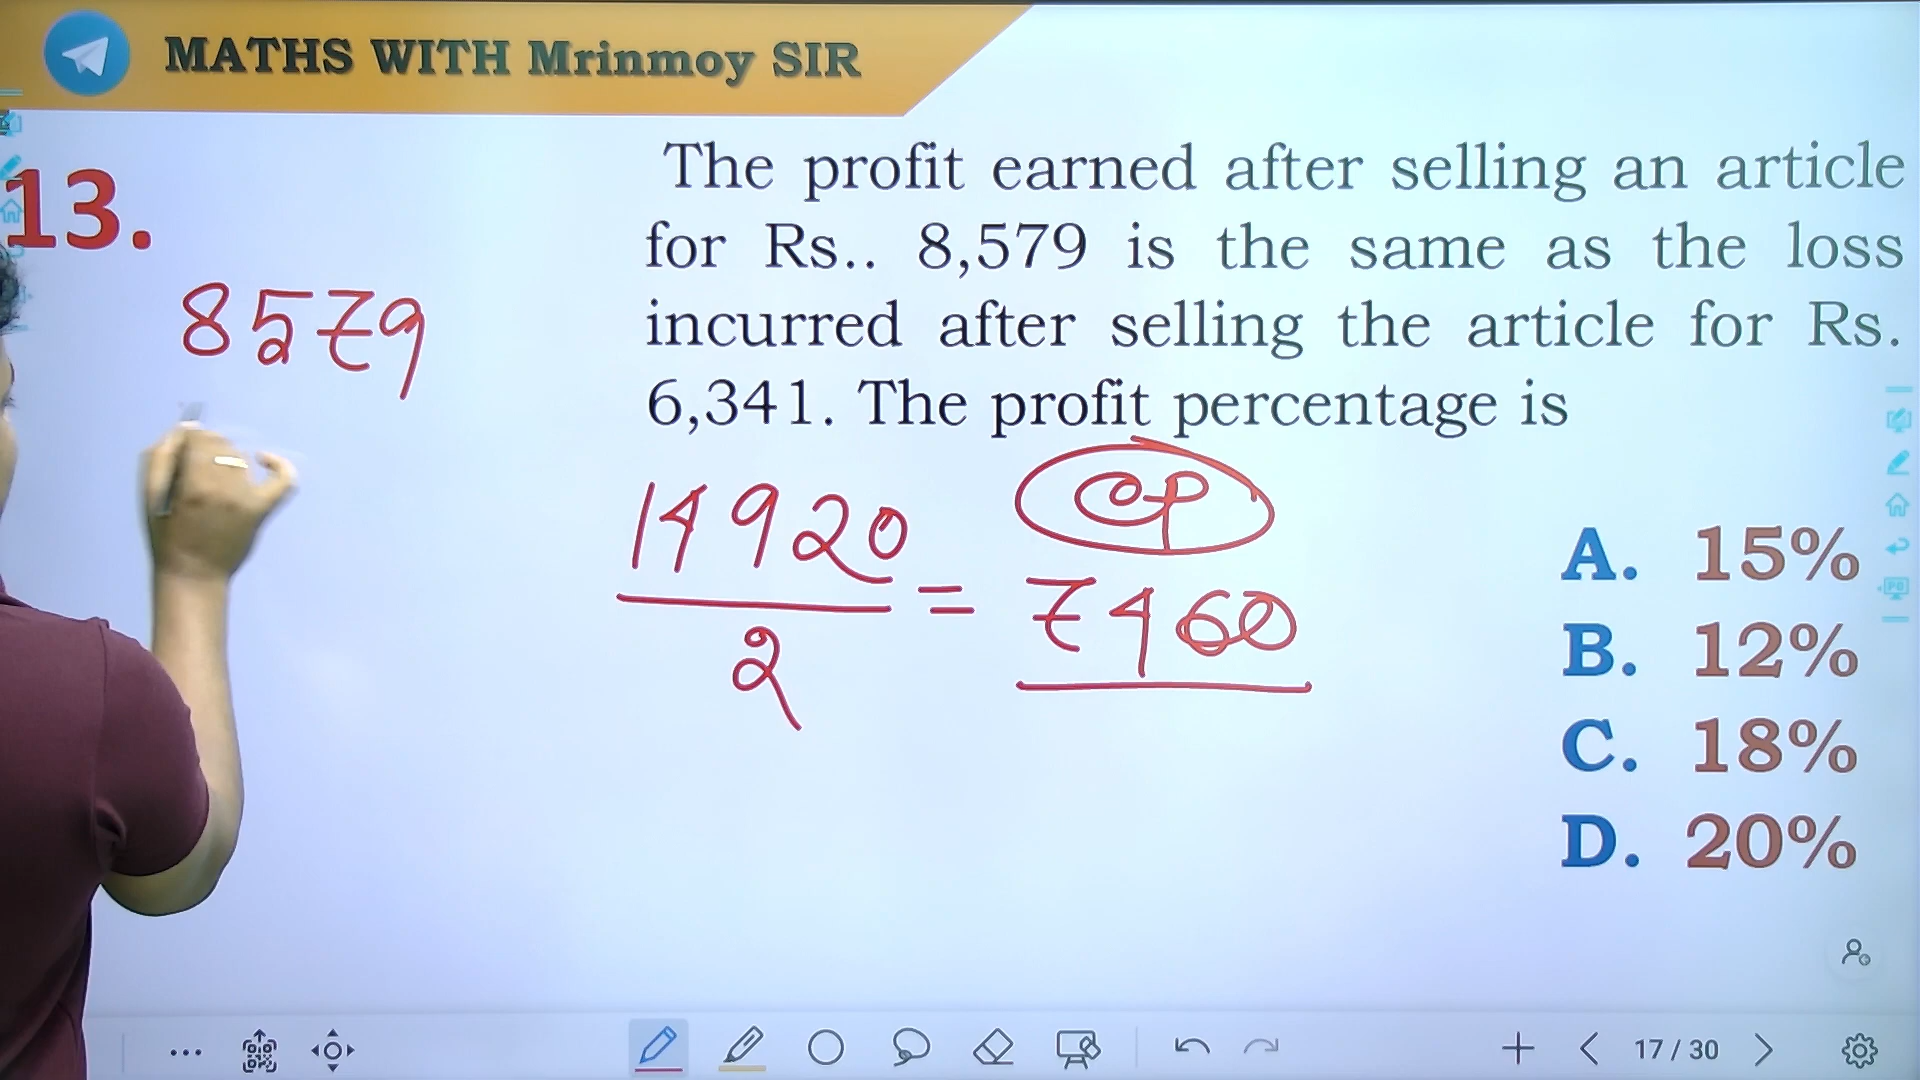 MATHS WITH Mrinmoy SIR
13.
The profit earned after selling an article
for Rs.. 8,579 is the same as the loss
incurred after selling the article for Rs.
6,341. The profit percentage is
8579
CP
14920
2
= 7460
A. 15%
B. 12%
C. 18%
D. 20%
17 / 30